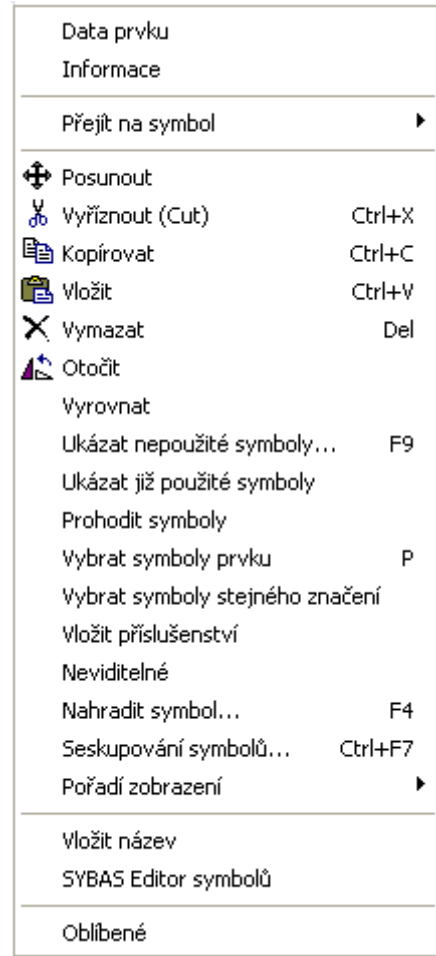 Data prvku
Informace
Přejít na symbol
Posunout
Vyříznout (Cut) Ctrl+X
Kopírovat Ctrl+C
Vložit Ctrl+V
Vymazat Del
Otočit
Vyrovnat
Ukázat nepoužité symboly... F9
Ukázat již použité symboly
Prohodit symboly
Vybrat symboly prvku P
Vybrat symboly stejného značení
Vložit příslušenství
Neviditelné
Nahradit symbol... F4
Seskupování symbolů... Ctrl+F7
Pořadí zobrazení
Vložit název
SYBAS Editor symbolů
Oblíbené